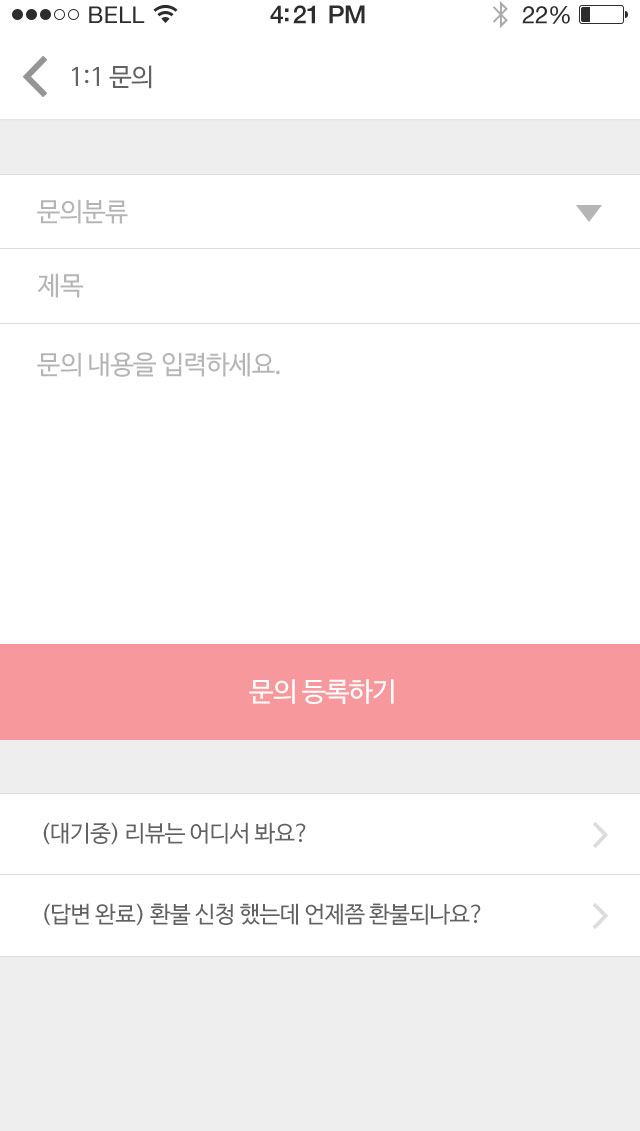 BELL 4:21 PM 22%
1:1 문의
문의분류
제목
문의 내용을 입력하세요.
문의 등록하기
(대기중) 리뷰는 어디서 봐요?
(답변 완료) 환불 신청 했는데 언제쯤 환불되나요?